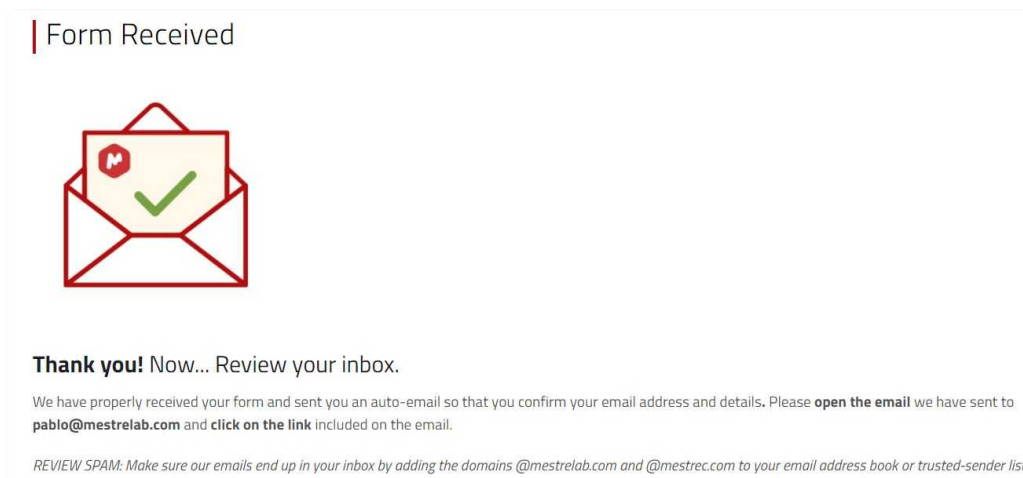 Form Received
Thank you! Now... Review your inbox.
We have properly received your form and sent you an auto-email so that you confirm your email address and details. Please open the email we have sent to
pablo@mestrelab.com and click on the link included on the email.
REVIEW SPAM: Make sure our emails end up in your inbox by adding the domains @mestrelab.com and @mestrec.com to your email address book or trusted-sender list